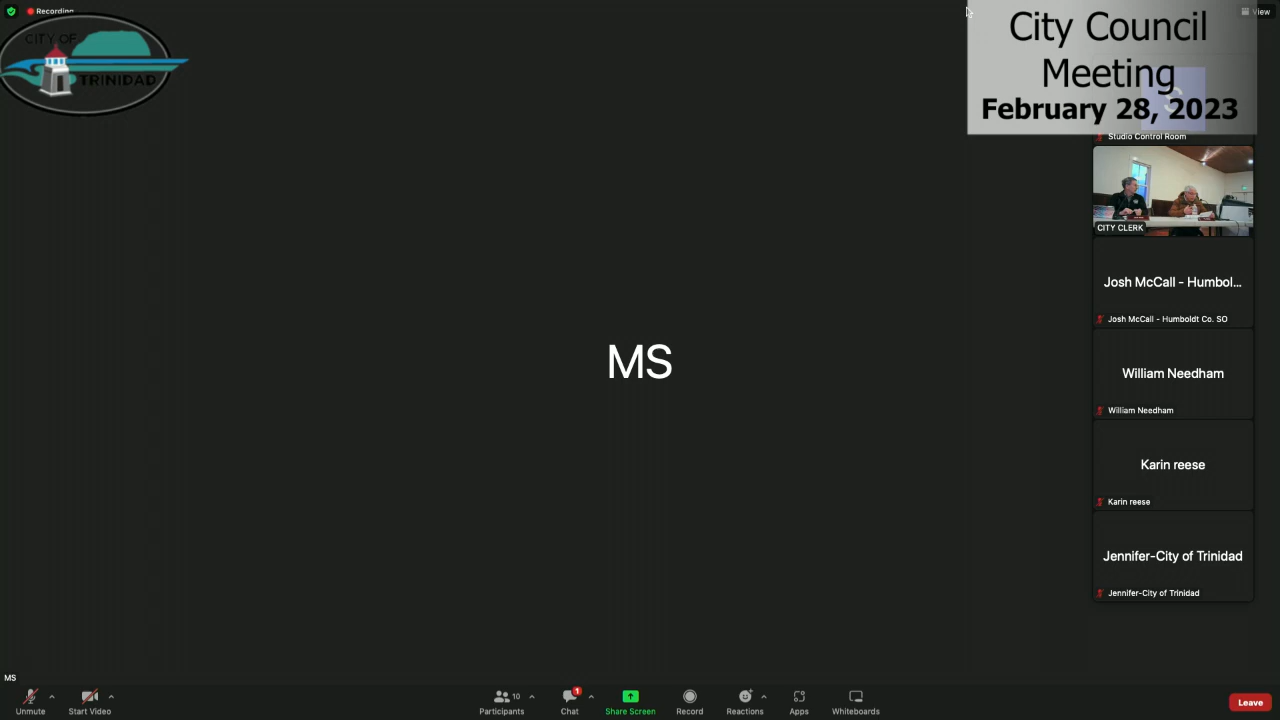 Recording
CITY OF
TRINIDAD
City Council
Meeting
February 28, 2023
View
S
Studio Control Room
CITY CLERK
Josh McCall - Humbol...
Josh McCall - Humboldt Co. SO
William Needham
William Needham
Karin reese
Karin reese
Jennifer-City of Trinidad
Jennifer-City of Trinidad
MS
MS
Unmute
Start Video
10
Participants
1
Chat
Share Screen
Record
Reactions
Apps
Whiteboards
Leave